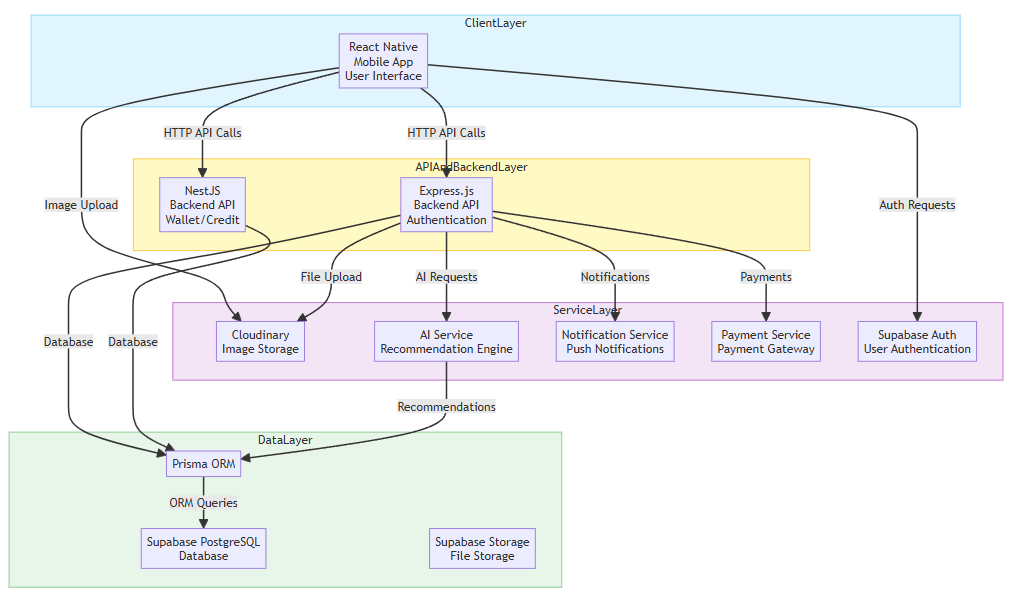 ClientLayer
React Native
Mobile App
User Interface
HTTP API Calls
HTTP API Calls
APIAndBackendLayer
NestJS
Backend API
Wallet/Credit
Express.js
Backend API
Authentication
Image Upload
Auth Requests
File Upload
AI Requests
Notifications
Payments
ServiceLayer
Cloudinary
Image Storage
AI Service
Recommendation Engine
Notification Service
Push Notifications
Payment Service
Payment Gateway
Supabase Auth
User Authentication
Database
Database
Recommendations
DataLayer
Prisma ORM
ORM Queries
Supabase PostgreSQL
Database
Supabase Storage
File Storage